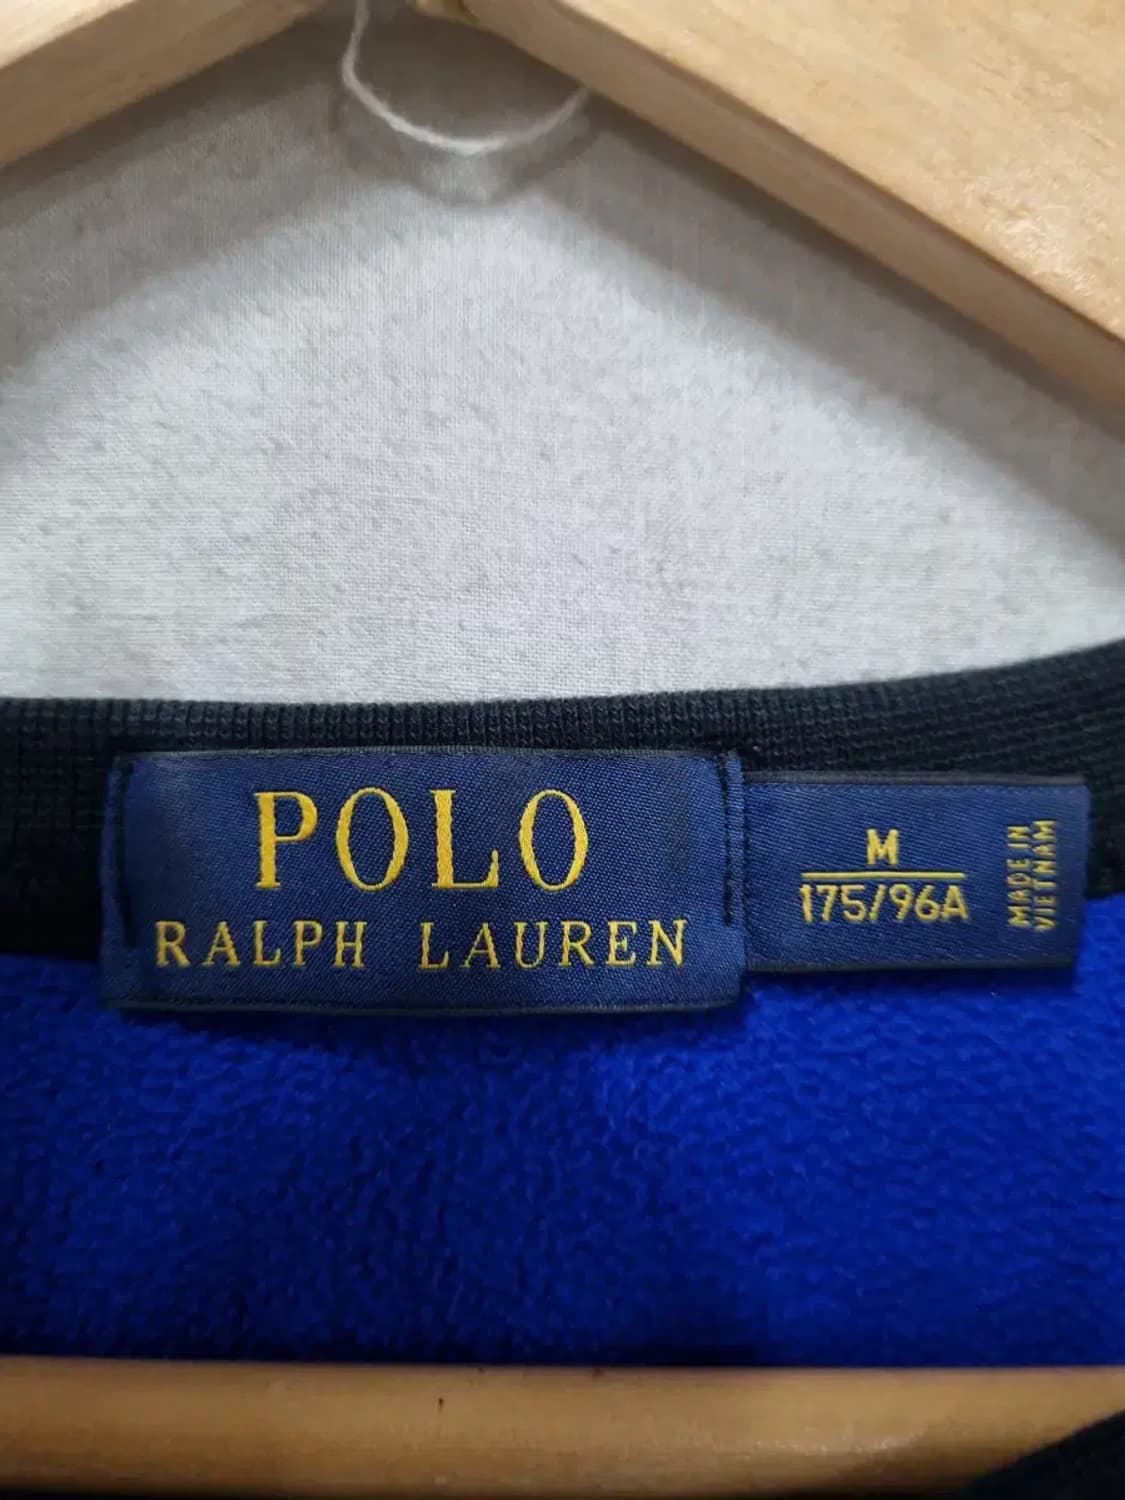 POLO
RALPH LAUREN
M
175/96A
MADE IN
VIETNAM